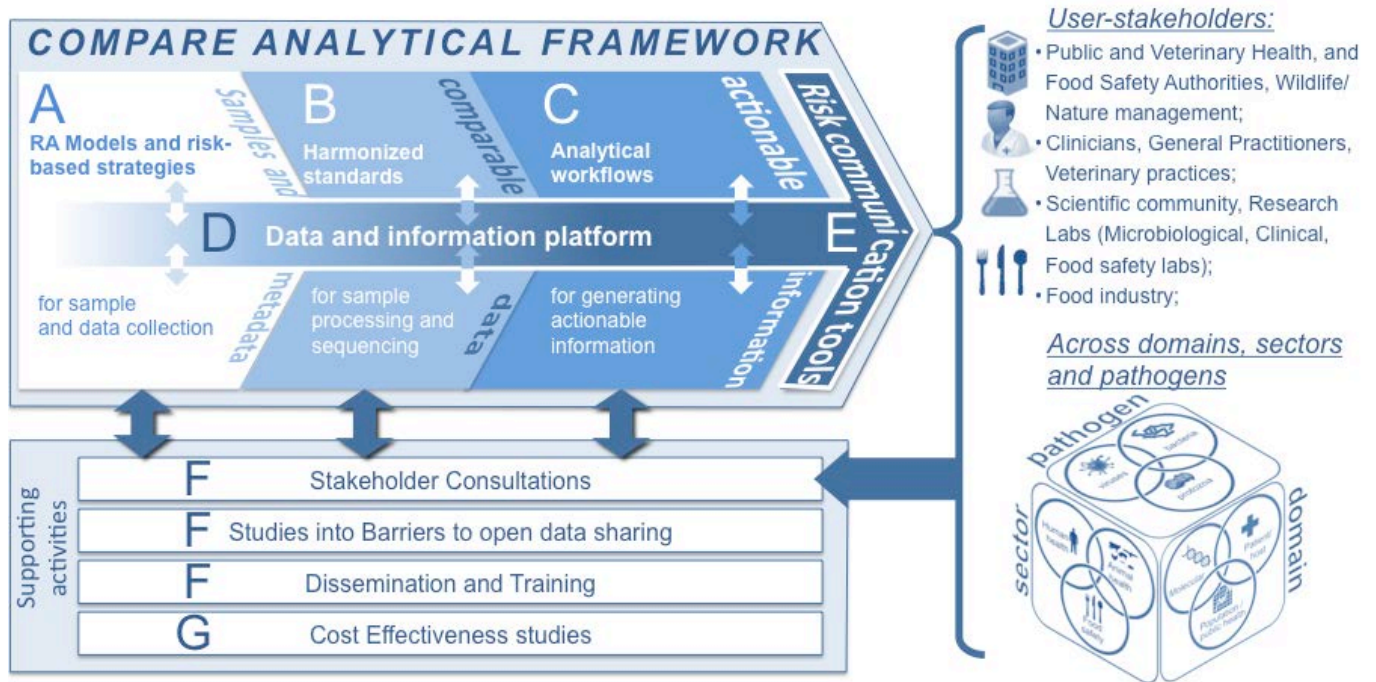 COMPARE ANALYTICAL FRAMEWORK
A
RA Models and risk-
based strategies
for sample
and data collection
Samples and
metadata
B
Harmonized
standards
for sample
processing and
sequencing
comparable
data
C
Analytical
workflows
for generating
actionable
information
actionable
information
D
Data and information platform
E
Risk communi cation tools
Supporting
activities
F
Stakeholder Consultations
F
Studies into Barriers to open data sharing
F
Dissemination and Training
G
Cost Effectiveness studies
User-stakeholders:
• Public and Veterinary Health, and
Food Safety Authorities, Wildlife/
Nature management;
• Clinicians, General Practitioners,
Veterinary practices;
• Scientific community, Research
Labs (Microbiological, Clinical,
Food safety labs);
• Food industry;
Across domains, sectors
and pathogens
pathogen
bacteria
viruses
protozoa
sector
Human
health
Animal
health
Food
safety
domain
Molecular
Patient/
host
Population /
public health